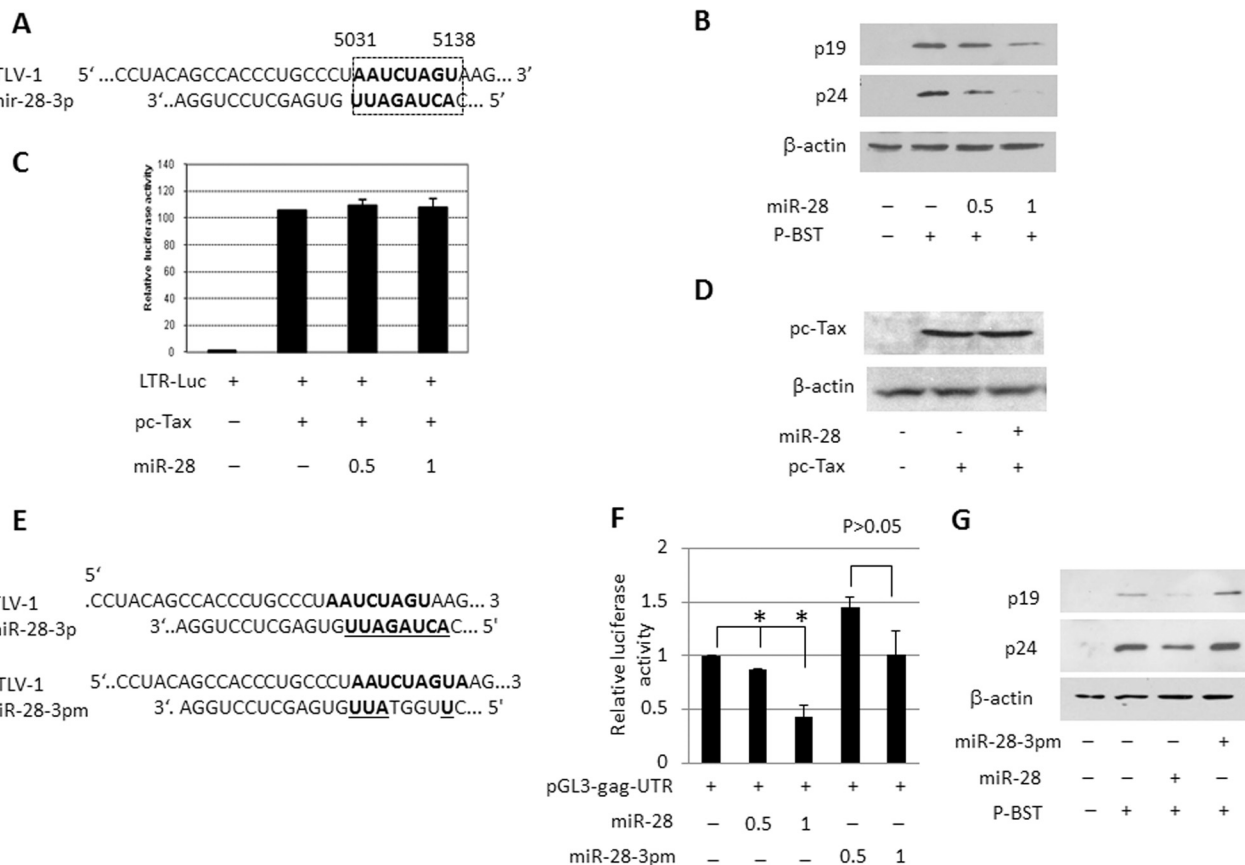 A
5031 5138
TLV-1 5‘ ...CCUACAGCCACCCUGCCCUAAUCUAGUAAG... 3’
nir-28-3p 3‘..AGGUCCUCGAGUG UUAGAUCAC... 5’
B
p19
p24
β-actin
miR-28 – – 0.5 1
P-BST – + + +
C
Relative luciferase activity
140
120
100
80
60
40
20
0
LTR-Luc + + + +
pc-Tax – + + +
miR-28 – – 0.5 1
D
pc-Tax
β-actin
miR-28 - - +
pc-Tax - + +
E
5‘
TLV-1 .CCUACAGCCACCCUGCCCUAAUCUAGUAAG... 3
niR-28-3p 3‘..AGGUCCUCGAGUGUUAGAUCAC... 5'
TLV-1 5‘..CCUACAGCCACCCUGCCCUAAUCUAGUAAG...3
niR-28-3pm 3‘. AGGUCCUCGAGUGUUATGGUUC... 5'
F
P>0.05
Relative luciferase activity
2
1.5
1
0.5
0
* *
pGL3-gag-UTR + + + + +
miR-28 – 0.5 1 – –
miR-28-3pm – – – 0.5 1
G
p19
p24
β-actin
miR-28-3pm – – – +
miR-28 – – + –
P-BST – + + +